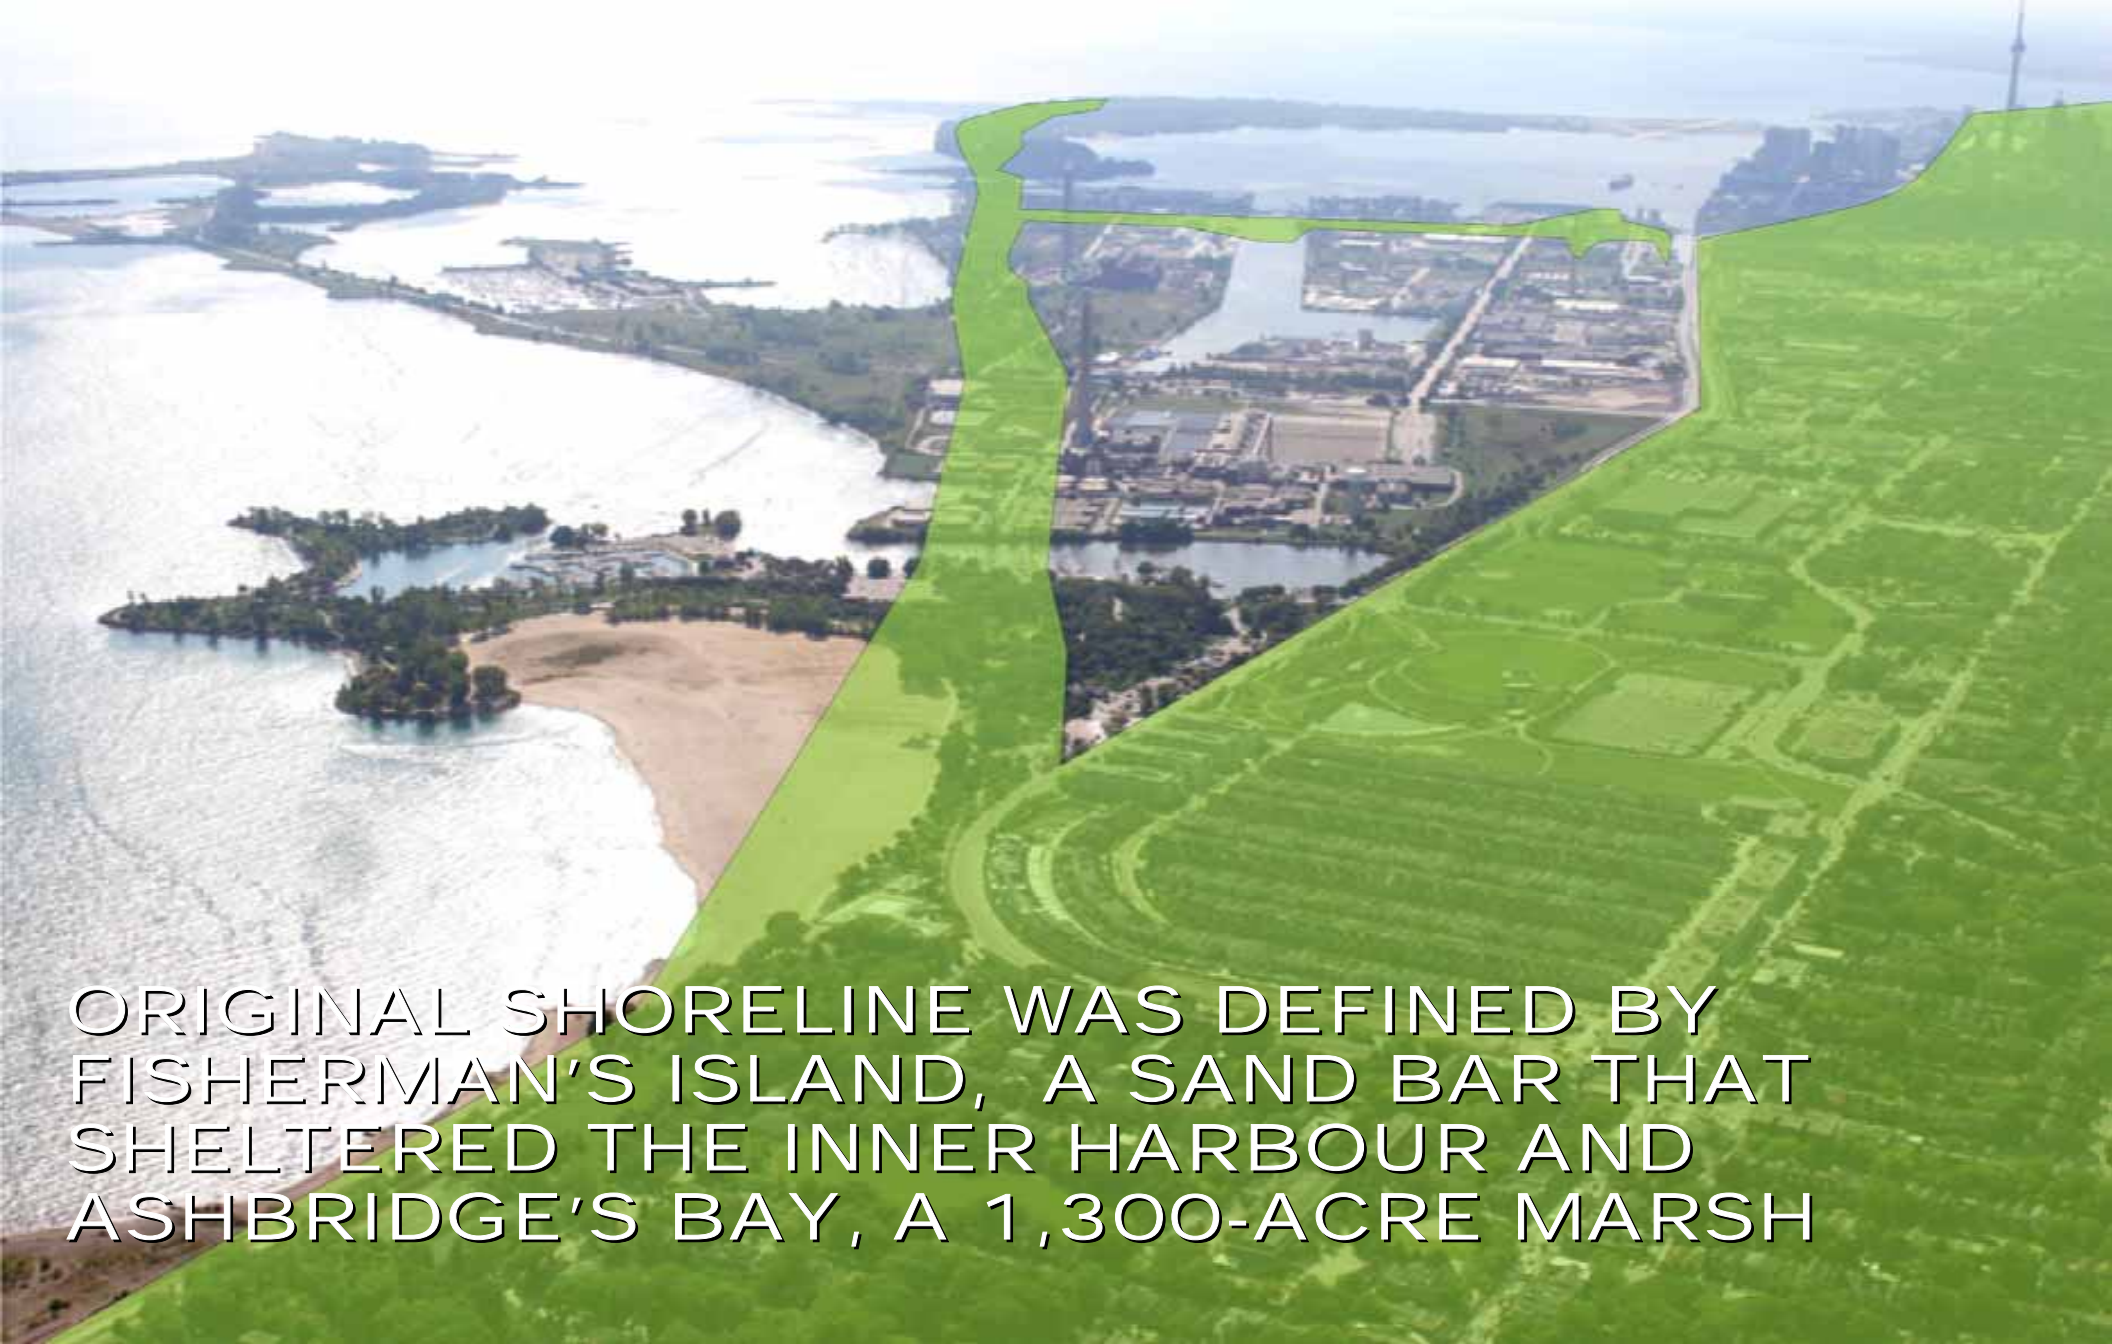 ORIGINAL SHORELINE WAS DEFINED BY
FISHERMAN'S ISLAND, A SAND BAR THAT
SHELTERED THE INNER HARBOUR AND
ASHBRIDGE'S BAY, A 1,300-ACRE MARSH